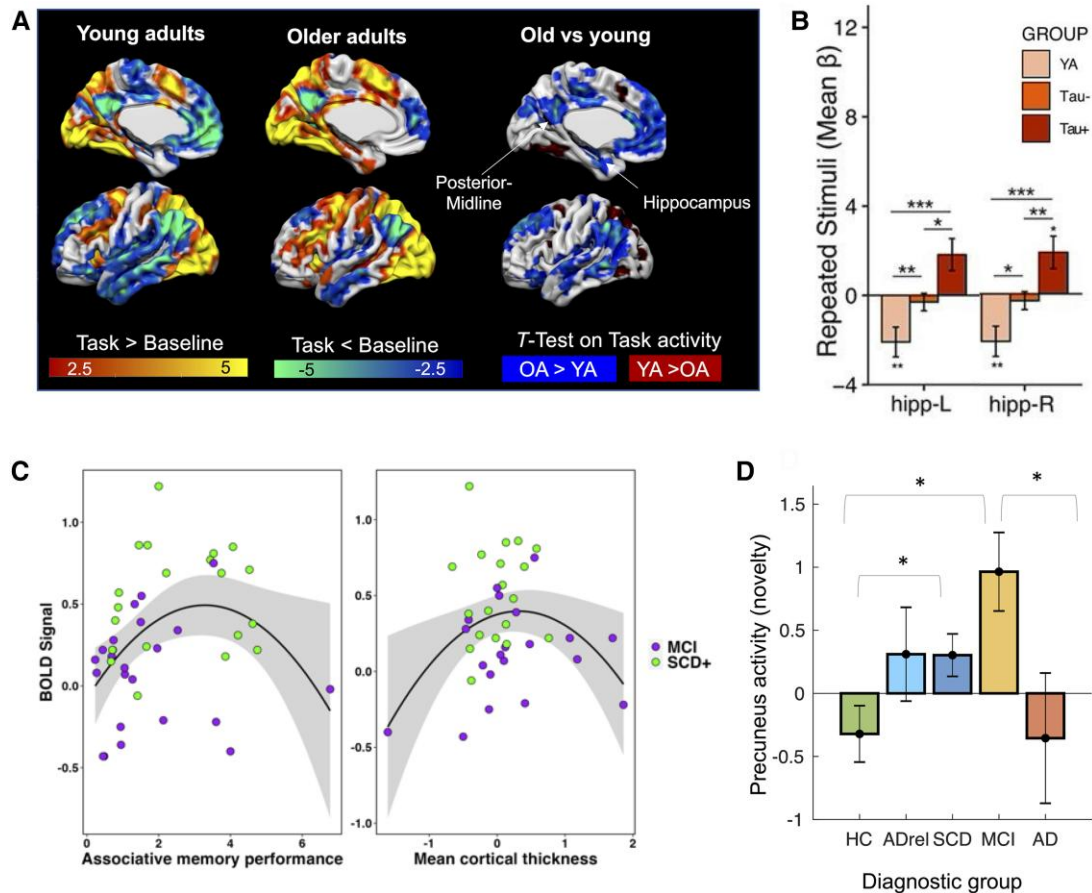 A
Young adults
Older adults
Old vs young
Posterior-
Midline
Hippocampus
Task > Baseline
2.5 5
Task < Baseline
-5 -2.5
T-Test on Task activity
OA > YA
YA >OA
B
Repeated Stimuli (Mean β)
12
8
4
0
−4
GROUP
YA
Tau-
Tau+
***
*
**
**
***
**
*
*
**
hipp-L
hipp-R
C
BOLD Signal
1.0
0.5
0.0
-0.5
0 2 4 6
Associative memory performance
1.0
0.5
0.0
-0.5
-1.0
-1 0 1 2
Mean cortical thickness
MCI
SCD+
D
Precuneus activity (novelty)
1.5
1
0.5
0
-0.5
-1
*
*
*
HC ADrel SCD MCI AD
Diagnostic group